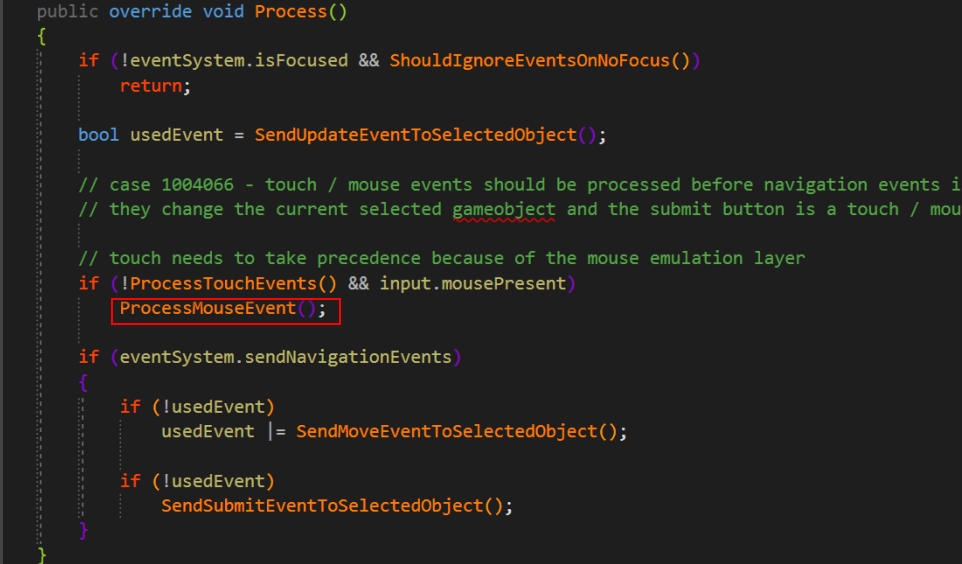 public override void Process()
{
if (!eventSystem.isFocused && ShouldIgnoreEventsOnNoFocus())
return;
bool usedEvent = SendUpdateEventToSelectedObject();
// case 1004066 - touch / mouse events should be processed before navigation events i
// they change the current selected gameobject and the submit button is a touch / mou
// touch needs to take precedence because of the mouse emulation layer
if (!ProcessTouchEvents() && input.mousePresent)
ProcessMouseEvent();
if (eventSystem.sendNavigationEvents)
{
if (!usedEvent)
usedEvent |= SendMoveEventToSelectedObject();
if (!usedEvent)
SendSubmitEventToSelectedObject();
}
}